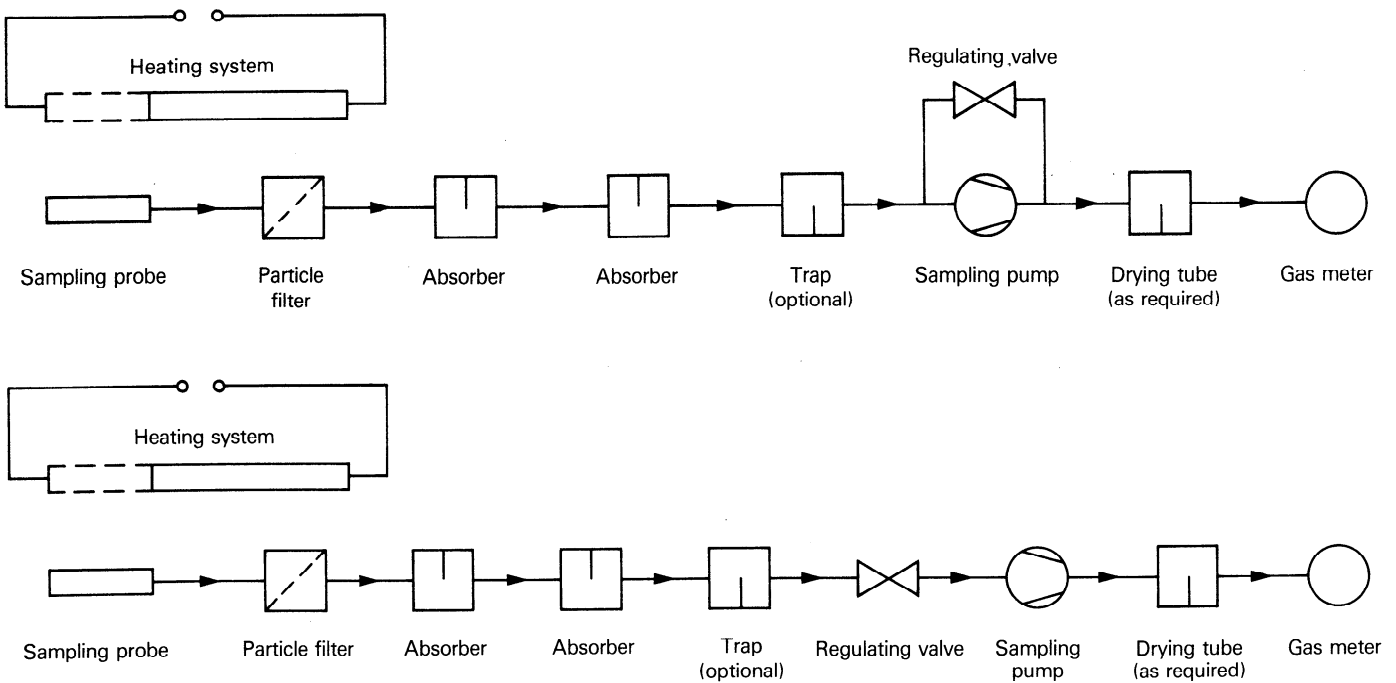 Heating system
Regulating valve
Sampling probe
Particle
filter
Absorber
Absorber
Trap
(optional)
Sampling pump
Drying tube
(as required)
Gas meter
Heating system
Sampling probe
Particle filter
Absorber
Absorber
Trap
(optional)
Regulating valve
Sampling
pump
Drying tube
(as required)
Gas meter